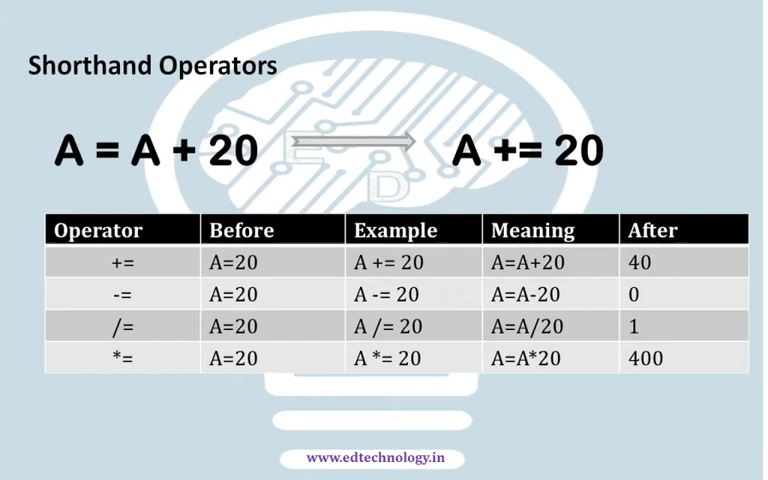 Shorthand Operators
A = A + 20 A += 20
E
D
Operator Before Example Meaning After
+= A=20 A += 20 A=A+20 40
-= A=20 A -= 20 A=A-20 0
/= A=20 A /= 20 A=A/20 1
*= A=20 A *= 20 A=A*20 400
www.edtechnology.in